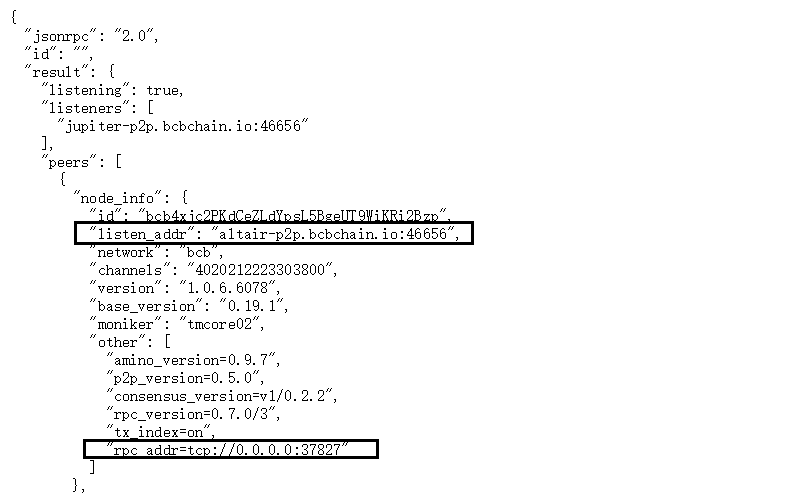 {
"jsonrpc": "2.0",
"id": "",
"result": {
"listening": true,
"listeners": [
"jupiter-p2p.bcbchain.io:46656"
],
"peers": [
{
"node_info": {
"id": "bcb4xjc2PKdCeZLdYpsL5BgeUT9WiKRi2Bzp",
"listen_addr": "altair-p2p.bcbchain.io:46656",
"network": "bcb",
"channels": "4020212223303800",
"version": "1.0.6.6078",
"base_version": "0.19.1",
"moniker": "tmcore02",
"other": [
"amino_version=0.9.7",
"p2p_version=0.5.0",
"consensus_version=v1/0.2.2",
"rpc_version=0.7.0/3",
"tx_index=on",
"rpc_addr=tcp://0.0.0.0:37827"
]
},